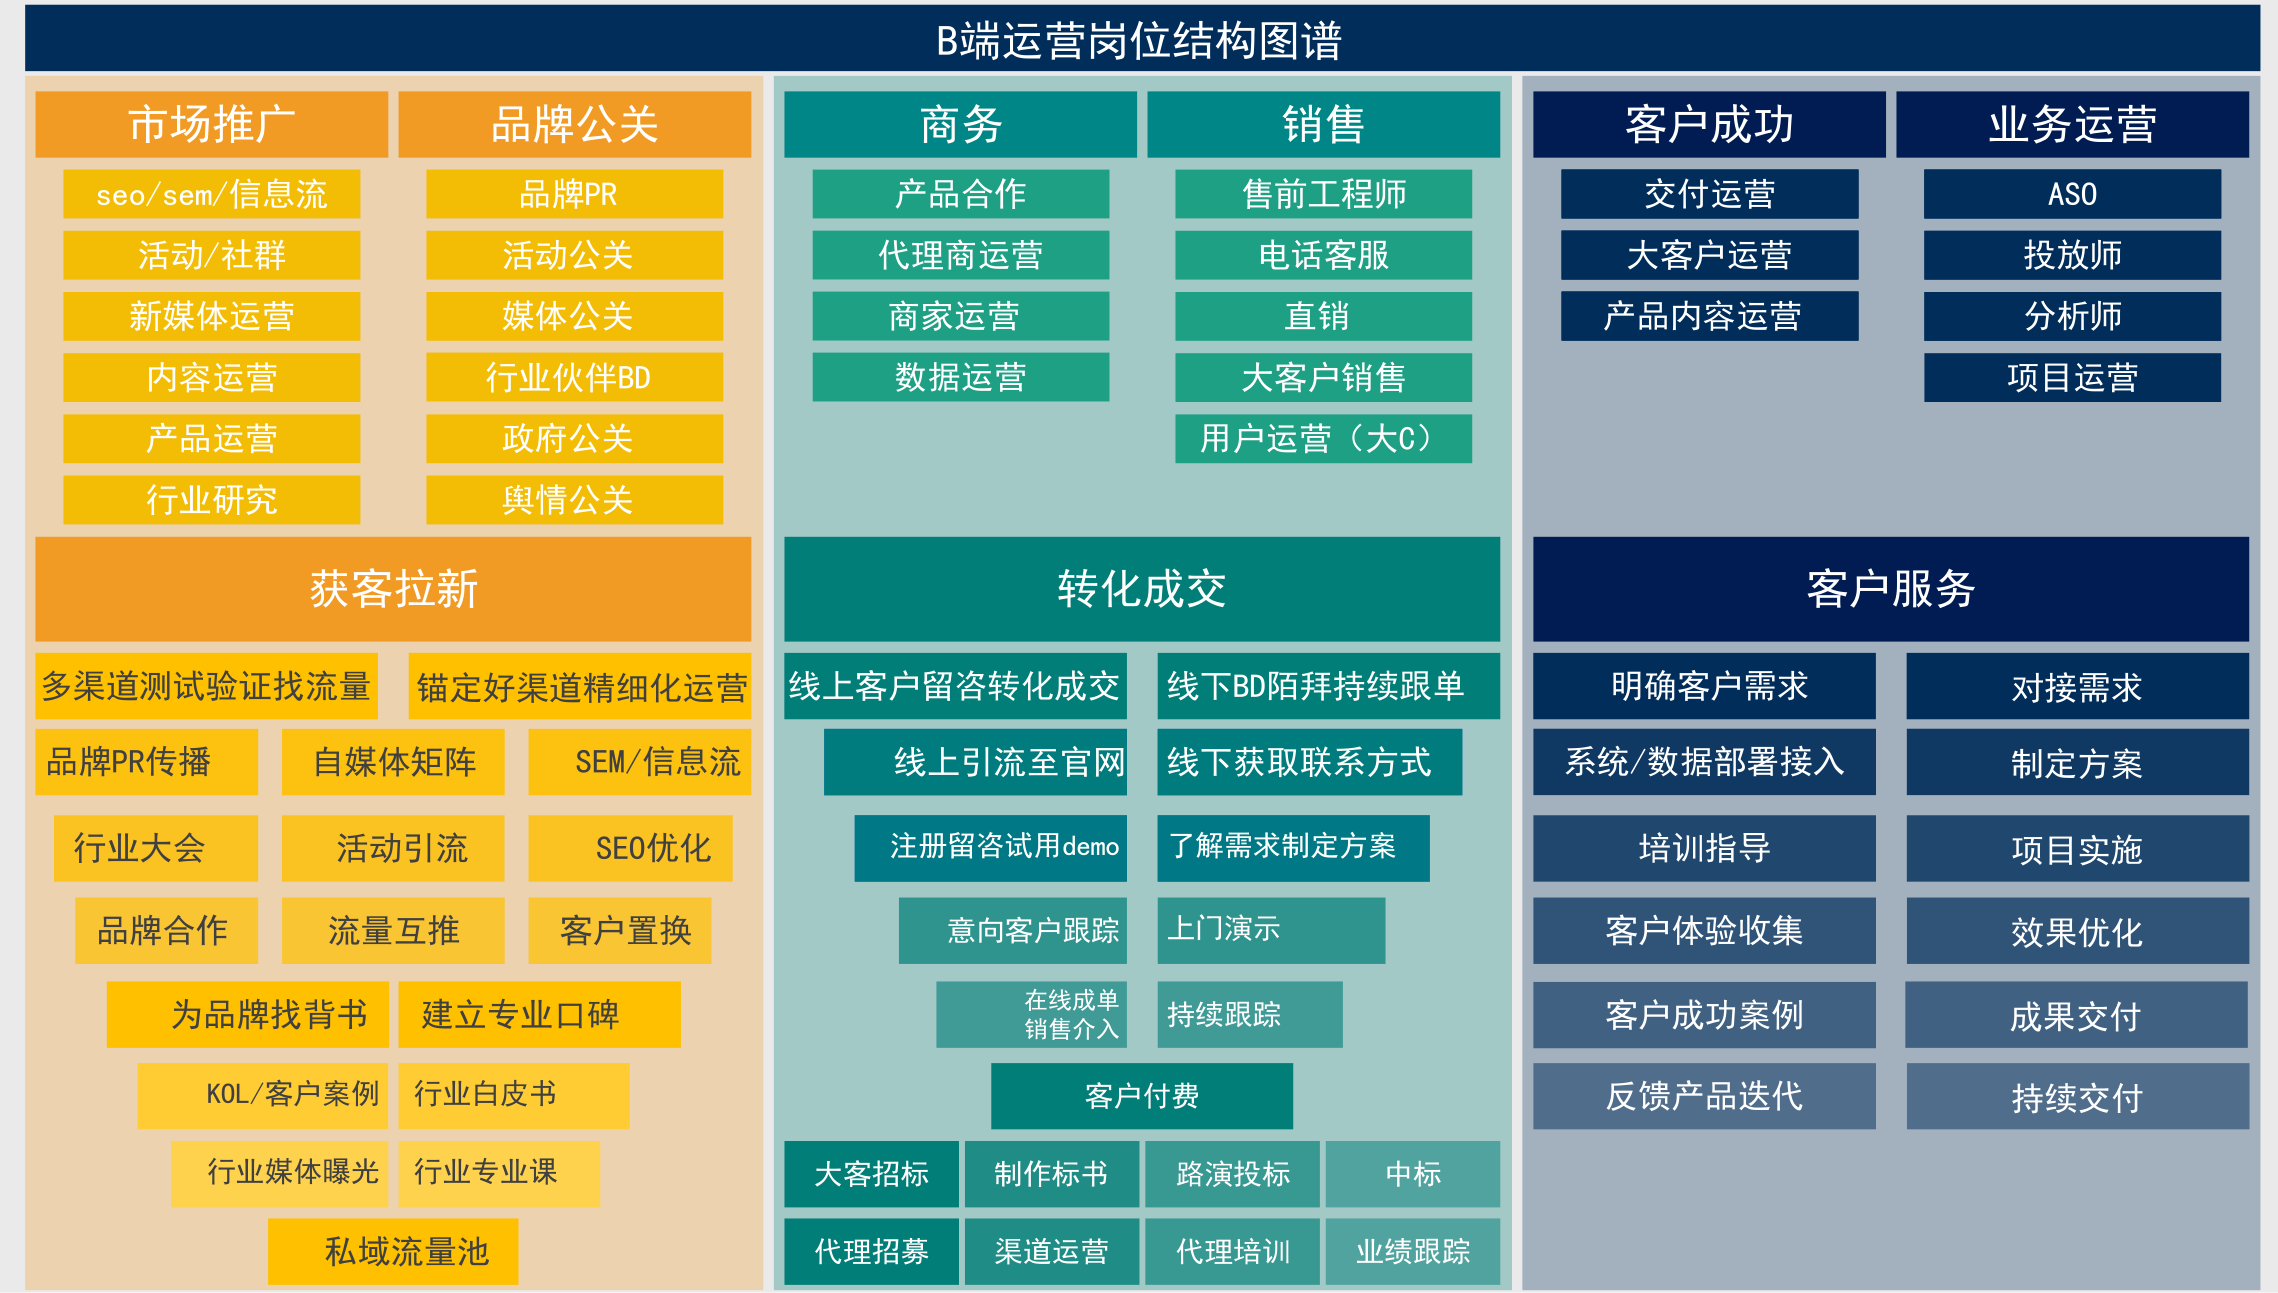 B端运营岗位结构图谱
市场推广
品牌公关
seo/sem/信息流
品牌PR
活动/社群
活动公关
新媒体运营
媒体公关
内容运营
行业伙伴BD
产品运营
政府公关
行业研究
舆情公关
获客拉新
多渠道测试验证找流量
锚定好渠道精细化运营
品牌PR传播
自媒体矩阵
SEM/信息流
行业大会
活动引流
SEO优化
品牌合作
流量互推
客户置换
为品牌找背书
建立专业口碑
KOL/客户案例
行业白皮书
行业媒体曝光
行业专业课
私域流量池
商务
销售
产品合作
售前工程师
代理商运营
电话客服
商家运营
直销
数据运营
大客户销售
用户运营（大C）
转化成交
线上客户留咨转化成交
线下BD陌拜持续跟单
线上引流至官网
线下获取联系方式
注册留咨试用demo
了解需求制定方案
意向客户跟踪
上门演示
在线成单
销售介入
持续跟踪
客户付费
大客招标
制作标书
路演投标
中标
代理招募
渠道运营
代理培训
业绩跟踪
客户成功
业务运营
交付运营
ASO
大客户运营
投放师
产品内容运营
分析师
项目运营
客户服务
明确客户需求
对接需求
系统/数据部署接入
制定方案
培训指导
项目实施
客户体验收集
效果优化
客户成功案例
成果交付
反馈产品迭代
持续交付